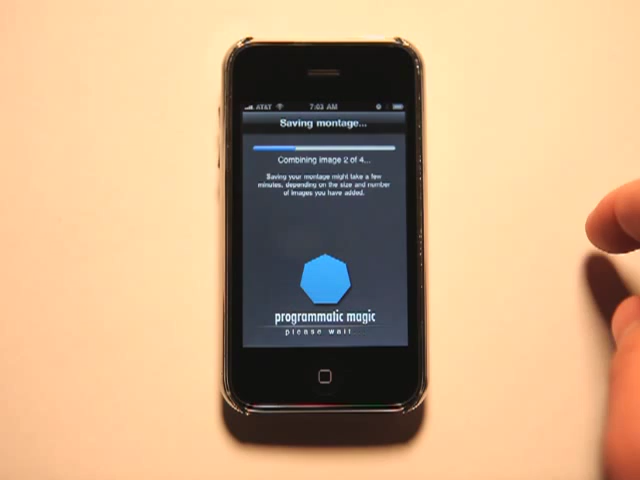 AT&T 7:03 AM
Saving montage...
Combining image 2 of 4...
Saving your montage might take a few
minutes, depending on the size and number
of images you have added.
programmatic magic
please wait...